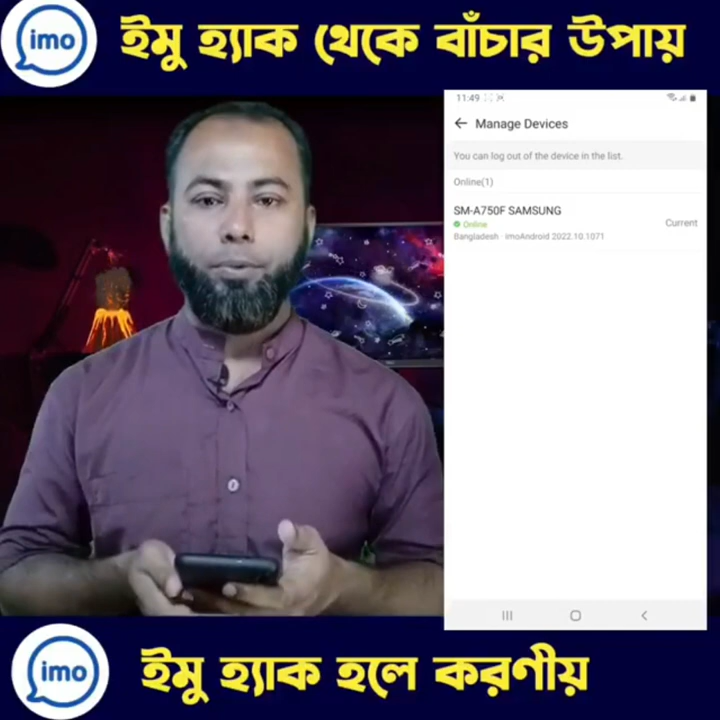 imo ইমু হ্যাক থেকে বাঁচার উপায়
11:49
Manage Devices
You can log out of the device in the list.
Online(1)
SM-A750F SAMSUNG
Online
Current
Bangladesh imoAndroid 2022.10.1071
imo ইমু হ্যাক হলে করণীয়